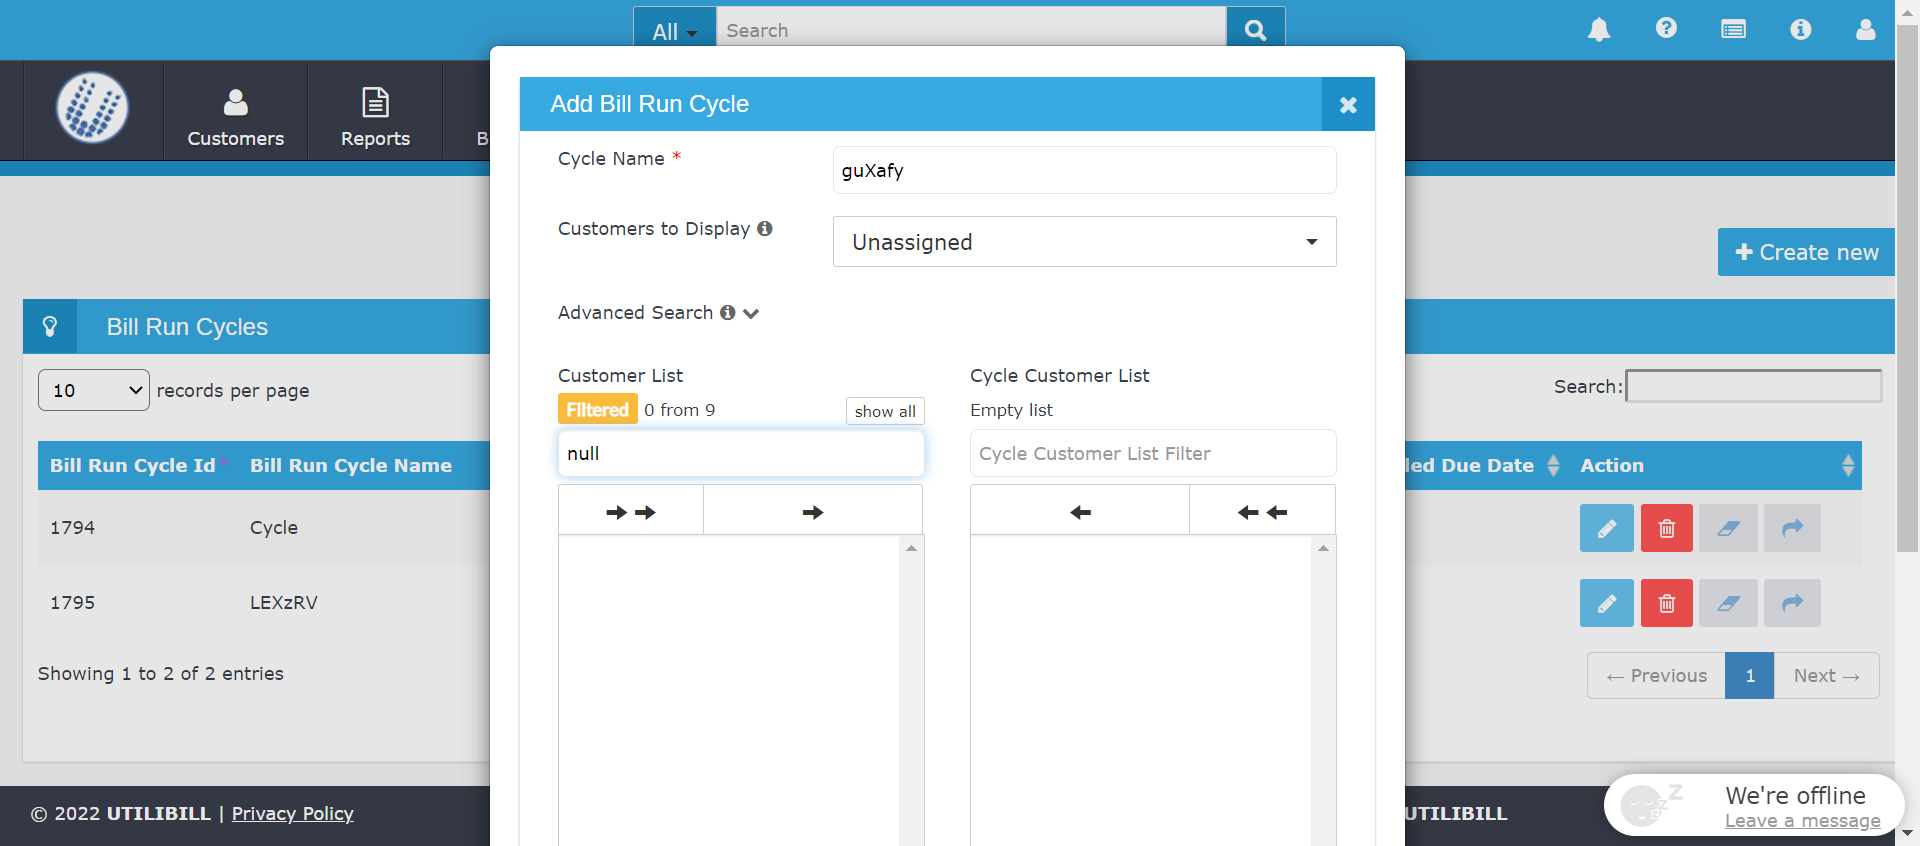 All
Search
Customers
Reports
B
Add Bill Run Cycle
Cycle Name *
guXafy
Customers to Display
Unassigned
Create new
Advanced Search
Bill Run Cycles
10 records per page
Search:
Customer List
Cycle Customer List
Filtered 0 from 9
show all
Empty list
null
Cycle Customer List Filter
Bill Run Cycle Id
Bill Run Cycle Name
led Due Date
Action
1794
Cycle
1795
LEXzRV
Showing 1 to 2 of 2 entries
← Previous
1
Next →
© 2022 UTILIBILL | Privacy Policy
UTILIBILL
We're offline
Leave a message